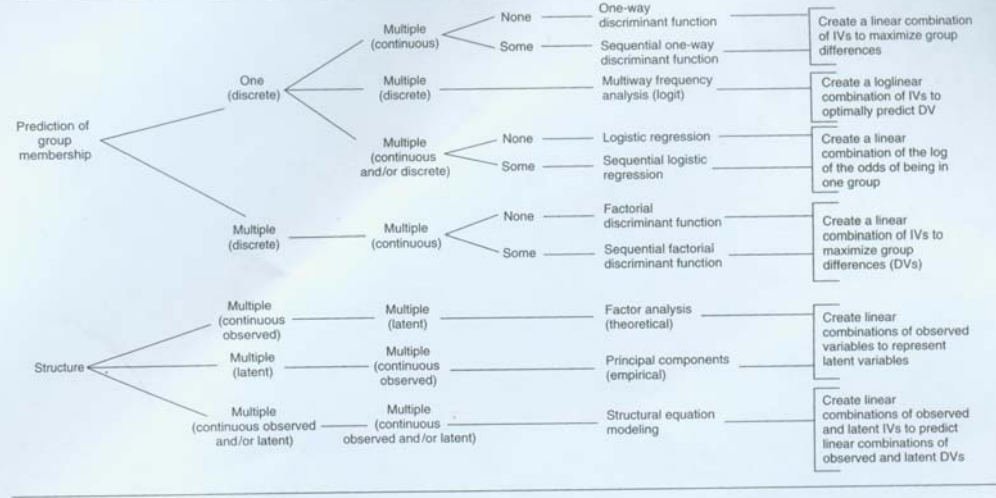 Prediction of
group
membership
One
(discrete)
Multiple
(continuous)
None
One-way
discriminant function
Some
Sequential one-way
discriminant function
Create a linear combination
of IVs to maximize group
differences
Multiple
(discrete)
Multiway frequency
analysis (logit)
Create a loglinear
combination of IVs to
optimally predict DV
Multiple
(continuous
and/or discrete)
None
Logistic regression
Some
Sequential logistic
regression
Create a linear
combination of the log
of the odds of being in
one group
Multiple
(discrete)
Multiple
(continuous)
None
Factorial
discriminant function
Some
Sequential factorial
discriminant function
Create a linear
combination of IVs to
maximize group
differences (DVs)
Structure
Multiple
(continuous
observed)
Multiple
(latent)
Factor analysis
(theoretical)
Multiple
(latent)
Multiple
(continuous
observed)
Principal components
(empirical)
Create linear
combinations of observed
variables to represent
latent variables
Multiple
(continuous observed
and/or latent)
Multiple
(continuous
observed and/or latent)
Structural equation
modeling
Create linear
combinations of observed
and latent IVs to predict
linear combinations of
observed and latent DVs